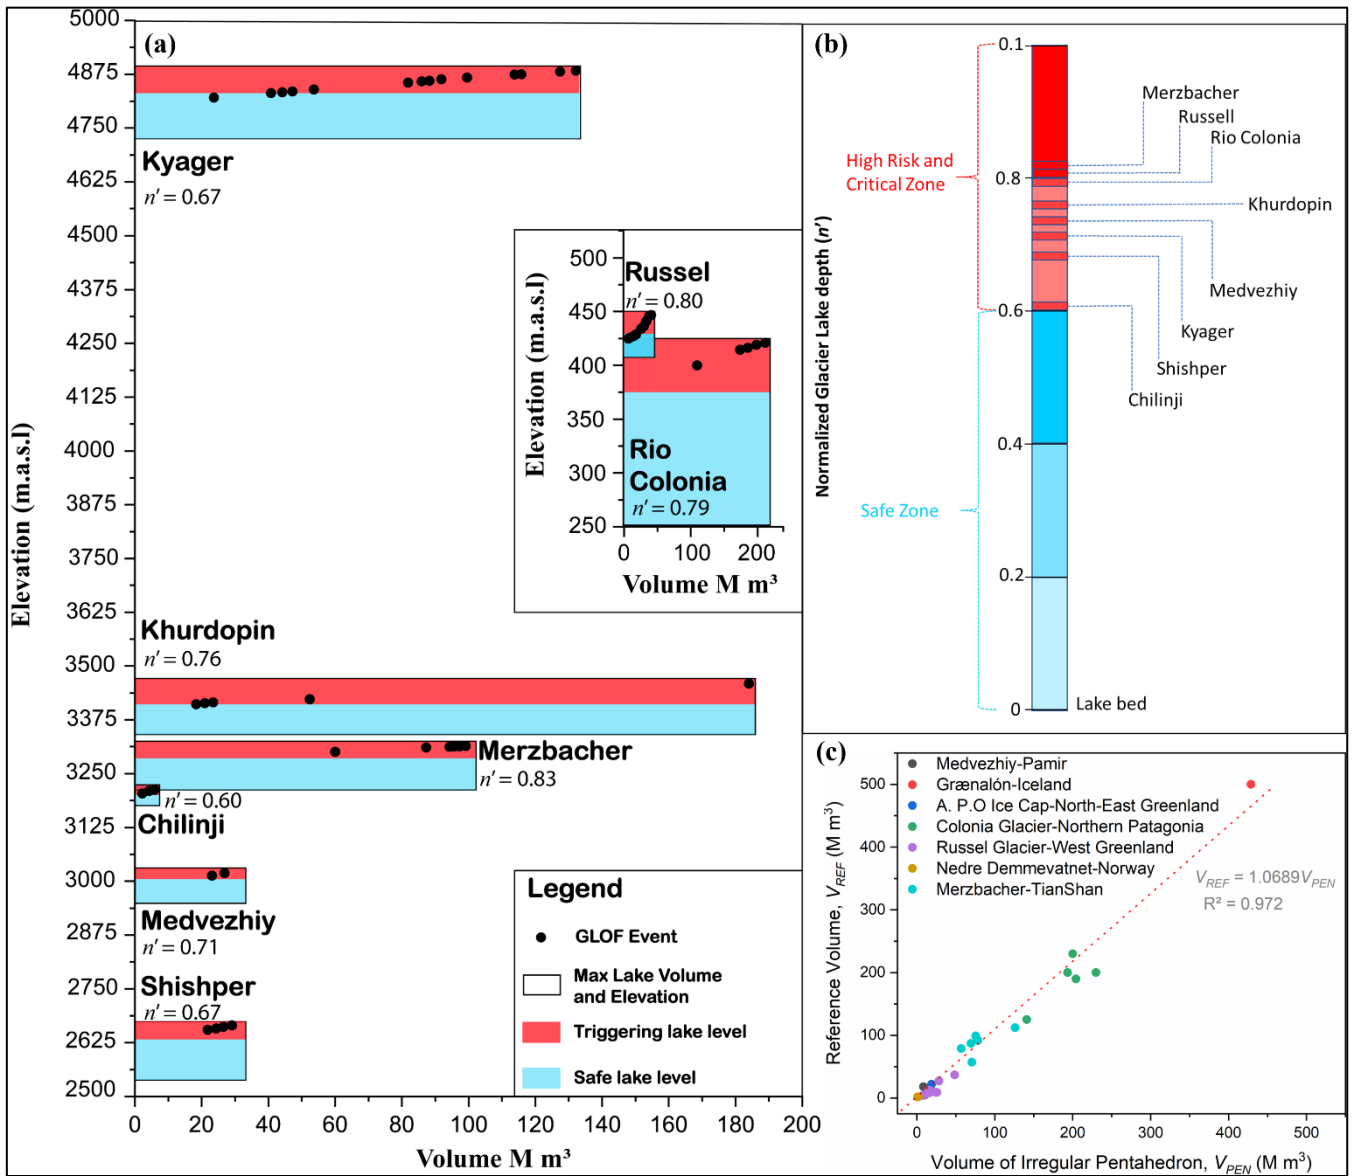 (a)
Elevation (m.a.s.l)
5000
4875
4750
4625
4500
4375
4250
4125
4000
3875
3750
3625
3500
3375
3250
3125
3000
2875
2750
2625
2500
0
20
40
60
80
100
120
140
160
180
200
Volume M m³
Kyager
n' = 0.67
Khurdopin
n' = 0.76
Merzbacher
n' = 0.83
n' = 0.60
Chilinji
Medvezhiy
n' = 0.71
Shishper
n' = 0.67
Elevation (m.a.s.l)
500
450
400
350
300
250
0
100
200
Volume M m³
Russel
n' = 0.80
Rio
Colonia
n' = 0.79
Legend
GLOF Event
Max Lake Volume
and Elevation
Triggering lake level
Safe lake level
(b)
Normalized Glacier Lake depth (n')
0.1
0.8
0.6
0.4
0.2
0
High Risk and
Critical Zone
Safe Zone
Merzbacher
Russell
Rio Colonia
Khurdopin
Medvezhiy
Kyager
Shishper
Chilinji
Lake bed
(c)
Reference Volume, VREF (M m³)
500
400
300
200
100
0
Medvezhiy-Pamir
Grænalón-Iceland
A. P.O Ice Cap-North-East Greenland
Colonia Glacier-Northern Patagonia
Russel Glacier-West Greenland
Nedre Demmevatnet-Norway
Merzbacher-TianShan
VREF = 1.0689VPEN
R² = 0.972
0
100
200
300
400
500
Volume of Irregular Pentahedron, VPEN (M m³)